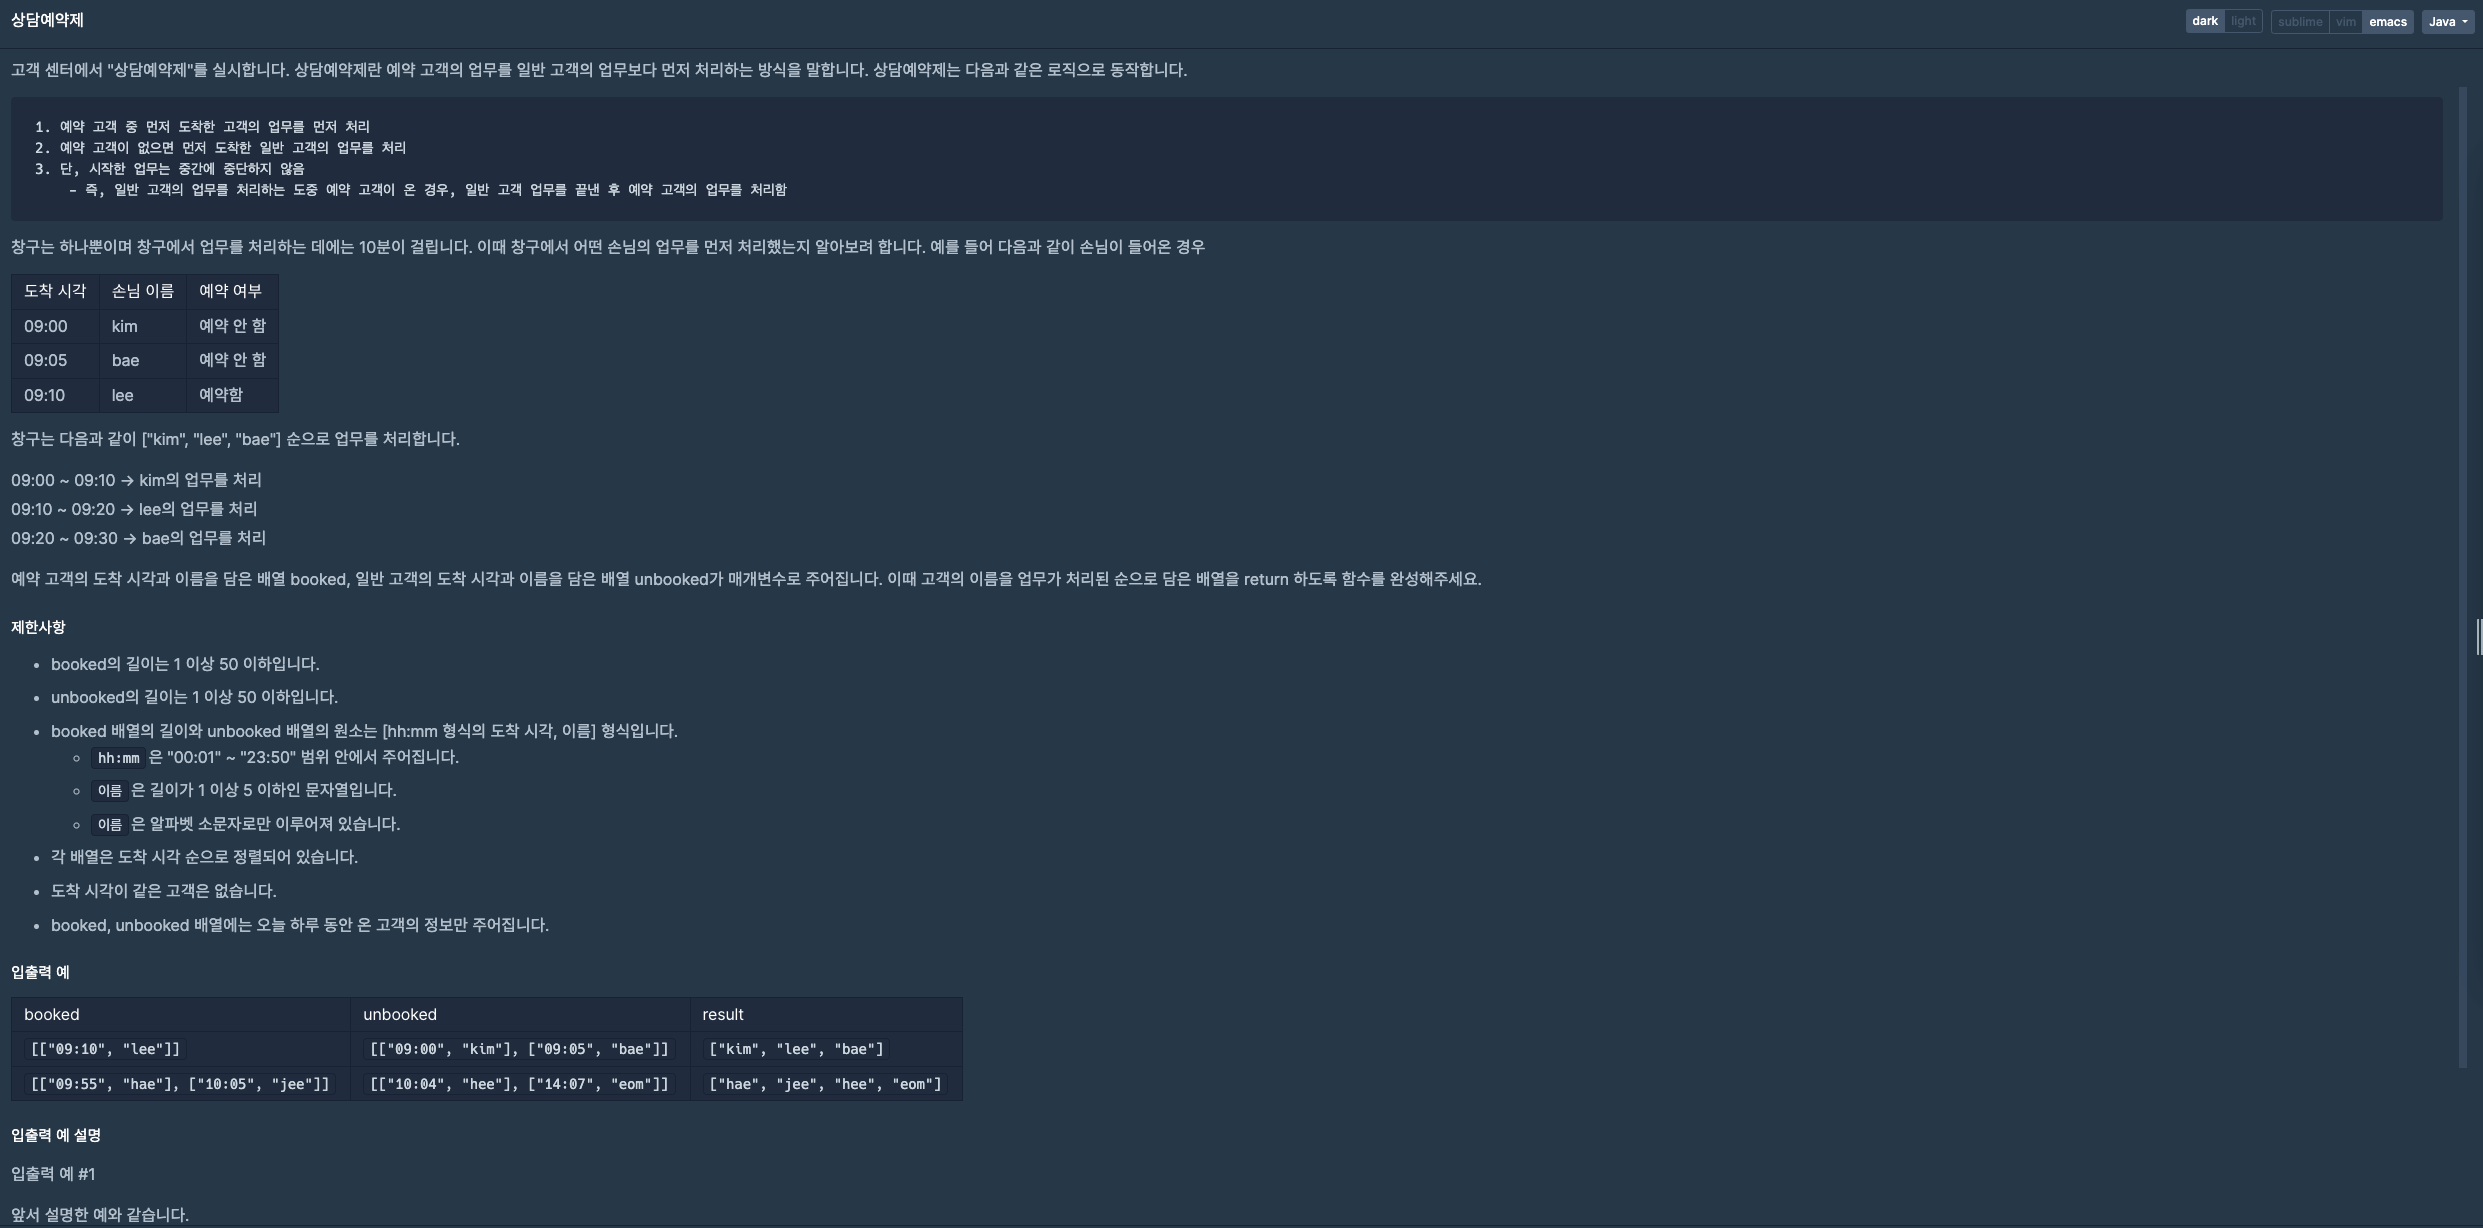 상담예약제
dark light sublime vim emacs Java
고객 센터에서 "상담예약제"를 실시합니다. 상담예약제란 예약 고객의 업무를 일반 고객의 업무보다 먼저 처리하는 방식을 말합니다. 상담예약제는 다음과 같은 로직으로 동작합니다.
1. 예약 고객 중 먼저 도착한 고객의 업무를 먼저 처리
2. 예약 고객이 없으면 먼저 도착한 일반 고객의 업무를 처리
3. 단, 시작한 업무는 중간에 중단하지 않음
- 즉, 일반 고객의 업무를 처리하는 도중 예약 고객이 온 경우, 일반 고객 업무를 끝낸 후 예약 고객의 업무를 처리함
창구는 하나뿐이며 창구에서 업무를 처리하는 데에는 10분이 걸립니다. 이때 창구에서 어떤 손님의 업무를 먼저 처리했는지 알아보려 합니다. 예를 들어 다음과 같이 손님이 들어온 경우
도착 시각 손님 이름 예약 여부
09:00 kim 예약 안 함
09:05 bae 예약 안 함
09:10 lee 예약함
창구는 다음과 같이 ["kim", "lee", "bae"] 순으로 업무를 처리합니다.
09:00 ~ 09:10 → kim의 업무를 처리
09:10 ~ 09:20 → lee의 업무를 처리
09:20 ~ 09:30 → bae의 업무를 처리
예약 고객의 도착 시각과 이름을 담은 배열 booked, 일반 고객의 도착 시각과 이름을 담은 배열 unbooked가 매개변수로 주어집니다. 이때 고객의 이름을 업무가 처리된 순으로 담은 배열을 return 하도록 함수를 완성해주세요.
제한사항
• booked의 길이는 1 이상 50 이하입니다.
• unbooked의 길이는 1 이상 50 이하입니다.
• booked 배열의 길이와 unbooked 배열의 원소는 [hh:mm 형식의 도착 시각, 이름] 형식입니다.
◦ hh:mm 은 "00:01" ~ "23:50" 범위 안에서 주어집니다.
◦ 이름 은 길이가 1 이상 5 이하인 문자열입니다.
◦ 이름 은 알파벳 소문자로만 이루어져 있습니다.
• 각 배열은 도착 시각 순으로 정렬되어 있습니다.
• 도착 시각이 같은 고객은 없습니다.
• booked, unbooked 배열에는 오늘 하루 동안 온 고객의 정보만 주어집니다.
입출력 예
booked unbooked result
[["09:10", "lee"]] [["09:00", "kim"], ["09:05", "bae"]] ["kim", "lee", "bae"]
[["09:55", "hae"], ["10:05", "jee"]] [["10:04", "hee"], ["14:07", "eom"]] ["hae", "jee", "hee", "eom"]
입출력 예 설명
입출력 예 #1
앞서 설명한 예와 같습니다.